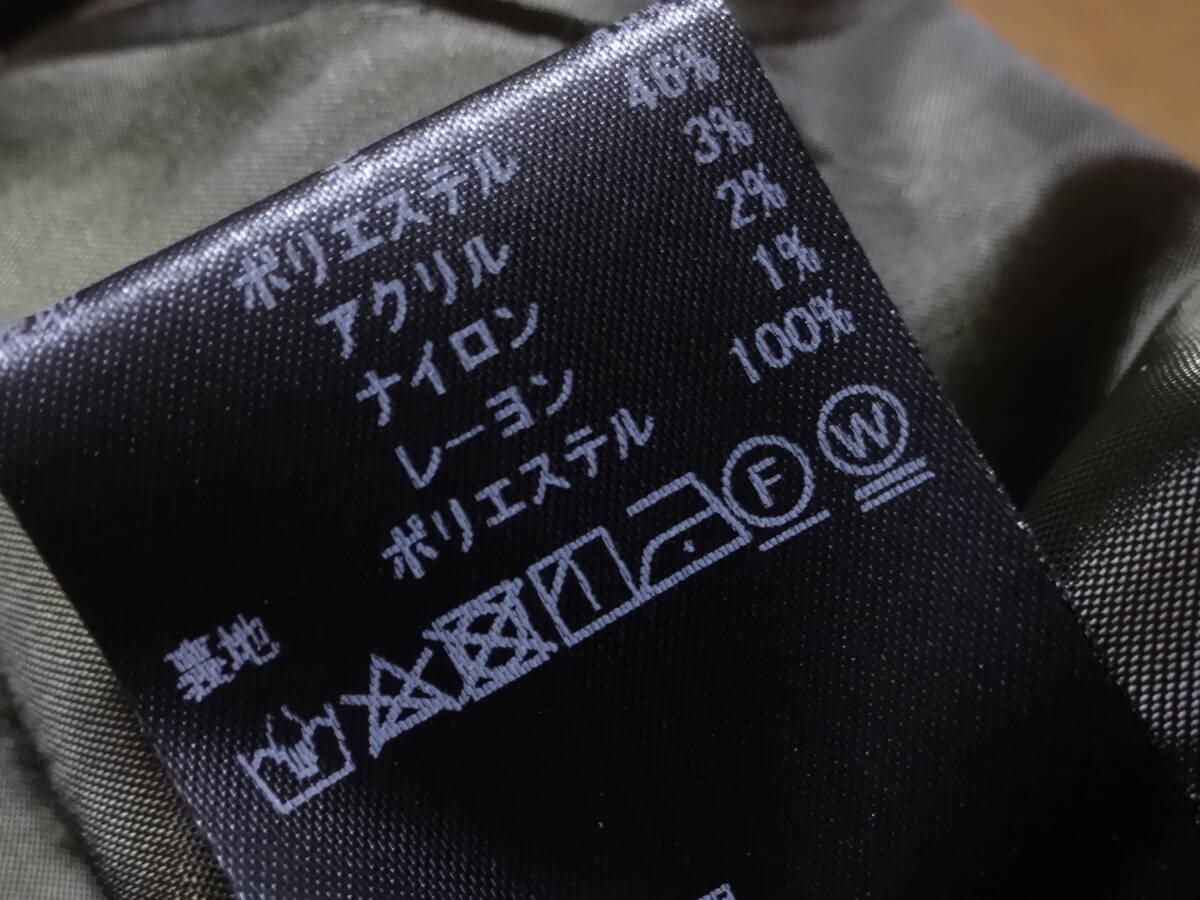 ポリエステル 46%
アクリル 3%
ナイロン 2%
レーヨン 1%
裏地 ポリエステル 100%
F W